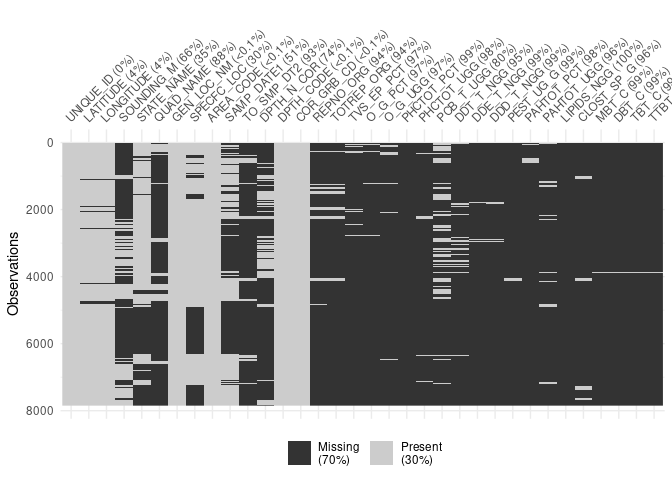 UNIQUE_ID (0%)
LATITUDE (4%)
LONGITUDE (4%)
SOUNDING_M (66%)
STATE_NAME (35%)
QUAD_NAME (88%)
GEN_LOC_NM (<0.1%)
SPECFC_LOC (30%)
AREA_CODE (<0.1%)
SAMP_DATE1 (51%)
TO_SMP_DT2 (93%)
DPTH_N_COR (74%)
DPTH_CODE (<0.1%)
COR_GRB_CD (<0.1%)
REPNO_ORG (94%)
TOTREP_ORG (94%)
TVS_EP_PCT (97%)
O_G_PCT (97%)
O_G_UGG (97%)
PHCTOT_PCT (99%)
PHCTOT_UGG (98%)
PCB_T_UGG (80%)
DDT_T_NGG (95%)
DDE_T_NGG (99%)
DDD_T_NGG (99%)
PEST_UG_G (99%)
PAHTOT_PCT (98%)
PAHTOT_UGG (96%)
LIPIDS_NGG (100%)
CLOST_SP_G (96%)
MBT_C (99%)
DBT_C (99%)
TBT_C (9
0
2000
4000
6000
8000
Observations
Missing
(70%)
Present
(30%)